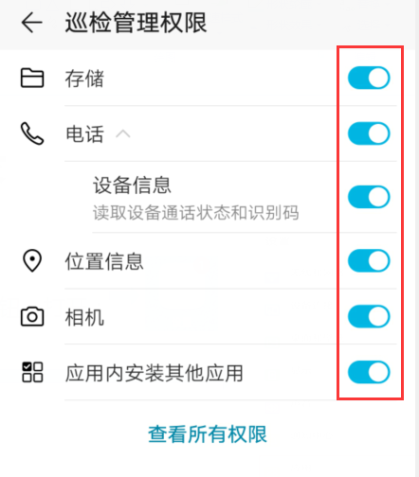 巡检管理权限
存储
电话
设备信息
读取设备通话状态和识别码
位置信息
相机
应用内安装其他应用
查看所有权限